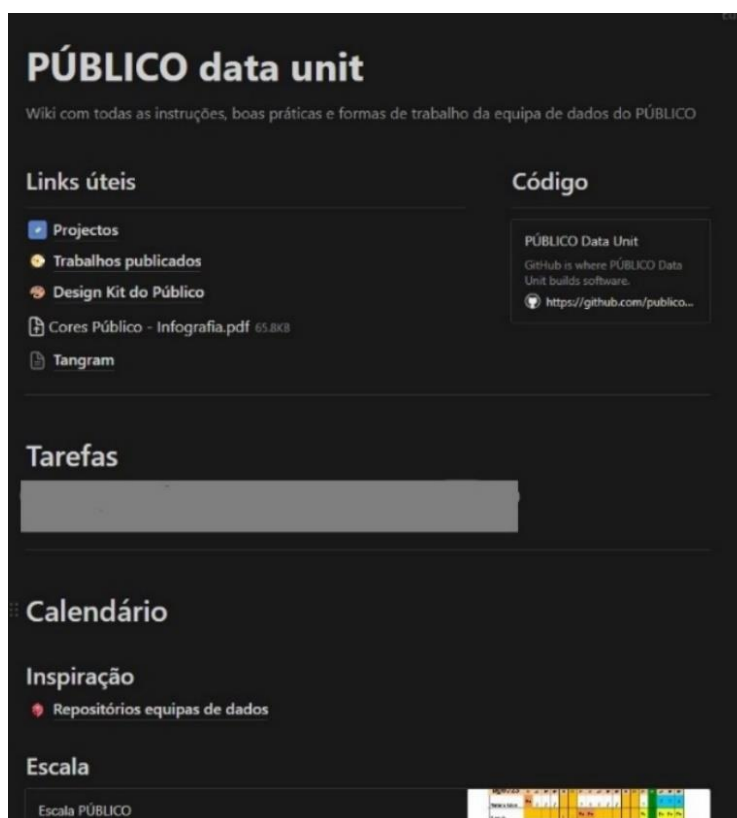 PÚBLICO data unit
Wiki com todas as instruções, boas práticas e formas de trabalho da equipa de dados do PÚBLICO
Links úteis
Projectos
Trabalhos publicados
Design Kit do Público
Cores Público - Infografia.pdf 65.8KB
Tangram
Código
PÚBLICO Data Unit
GitHub is where PÚBLICO Data
Unit builds software.
https://github.com/publico...
Tarefas
Calendário
Inspiração
Repositórios equipas de dados
Escala
Escala PÚBLICO